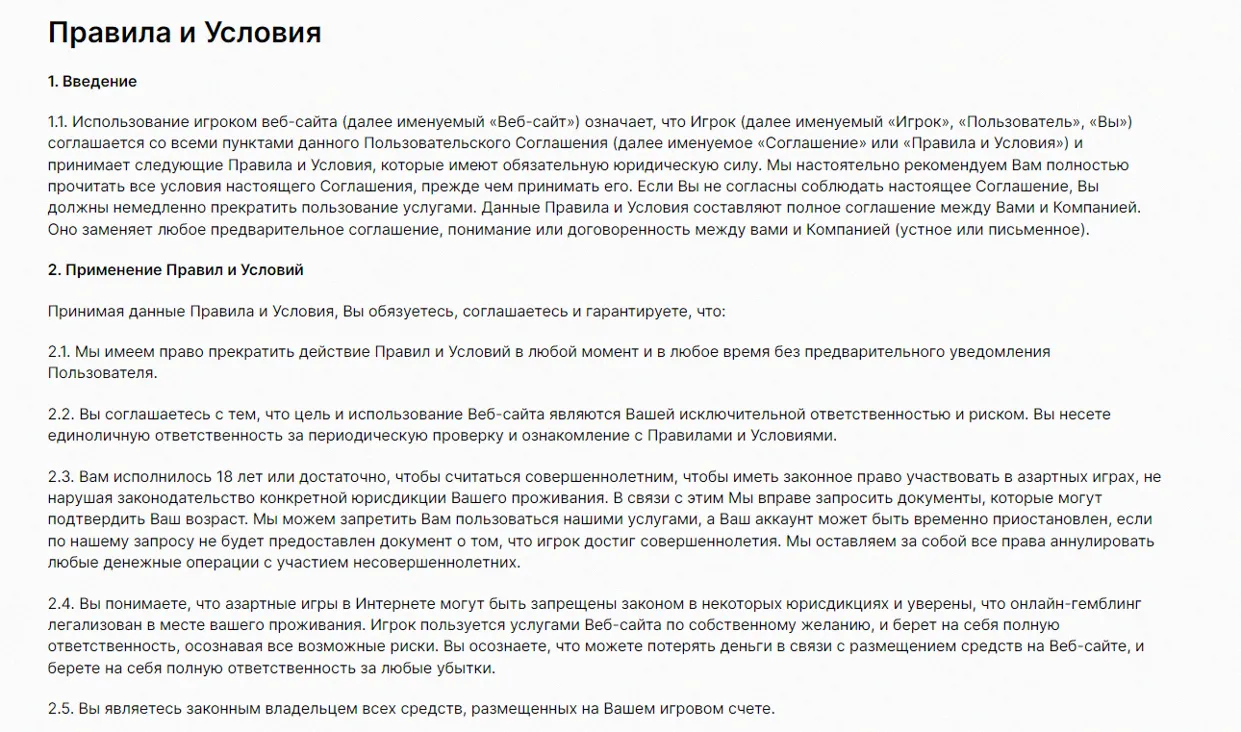 Правила и Условия
1. Введение
1.1. Использование игроком веб-сайта (далее именуемый «Веб-сайт») означает, что Игрок (далее именуемый «Игрок», «Пользователь», «Вы»)
соглашается со всеми пунктами данного Пользовательского Соглашения (далее именуемое «Соглашение» или «Правила и Условия») и
принимает следующие Правила и Условия, которые имеют обязательную юридическую силу. Мы настоятельно рекомендуем Вам полностью
прочитать все условия настоящего Соглашения, прежде чем принимать его. Если Вы не согласны соблюдать настоящее Соглашение, Вы
должны немедленно прекратить пользование услугами. Данные Правила и Условия составляют полное соглашение между Вами и Компанией.
Оно заменяет любое предварительное соглашение, понимание или договоренность между вами и Компанией (устное или письменное).
2. Применение Правил и Условий
Принимая данные Правила и Условия, Вы обязуетесь, соглашаетесь и гарантируете, что:
2.1. Мы имеем право прекратить действие Правил и Условий в любой момент и в любое время без предварительного уведомления
Пользователя.
2.2. Вы соглашаетесь с тем, что цель и использование Веб-сайта являются Вашей исключительной ответственностью и риском. Вы несете
единоличную ответственность за периодическую проверку и ознакомление с Правилами и Условиями.
2.3. Вам исполнилось 18 лет или достаточно, чтобы считаться совершеннолетним, чтобы иметь законное право участвовать в азартных играх, не
нарушая законодательство конкретной юрисдикции Вашего проживания. В связи с этим Мы вправе запросить документы, которые могут
подтвердить Ваш возраст. Мы можем запретить Вам пользоваться нашими услугами, а Ваш аккаунт может быть временно приостановлен, если
по нашему запросу не будет предоставлен документ о том, что игрок достиг совершеннолетия. Мы оставляем за собой все права аннулировать
любые денежные операции с участием несовершеннолетних.
2.4. Вы понимаете, что азартные игры в Интернете могут быть запрещены законом в некоторых юрисдикциях и уверены, что онлайн-гемблинг
легализован в месте вашего проживания. Игрок пользуется услугами Веб-сайта по собственному желанию, и берет на себя полную
ответственность, осознавая все возможные риски. Вы осознаете, что можете потерять деньги в связи с размещением средств на Веб-сайте, и
берете на себя полную ответственность за любые убытки.
2.5. Вы являетесь законным владельцем всех средств, размещенных на Вашем игровом счете.